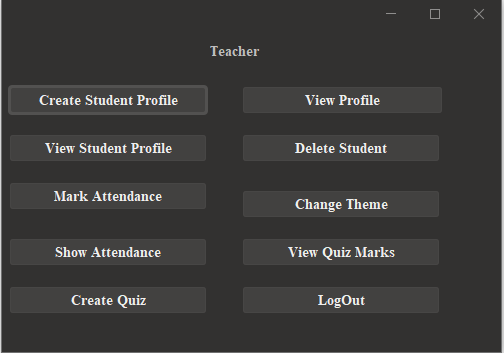 Teacher
Create Student Profile
View Profile
View Student Profile
Delete Student
Mark Attendance
Change Theme
Show Attendance
View Quiz Marks
Create Quiz
LogOut